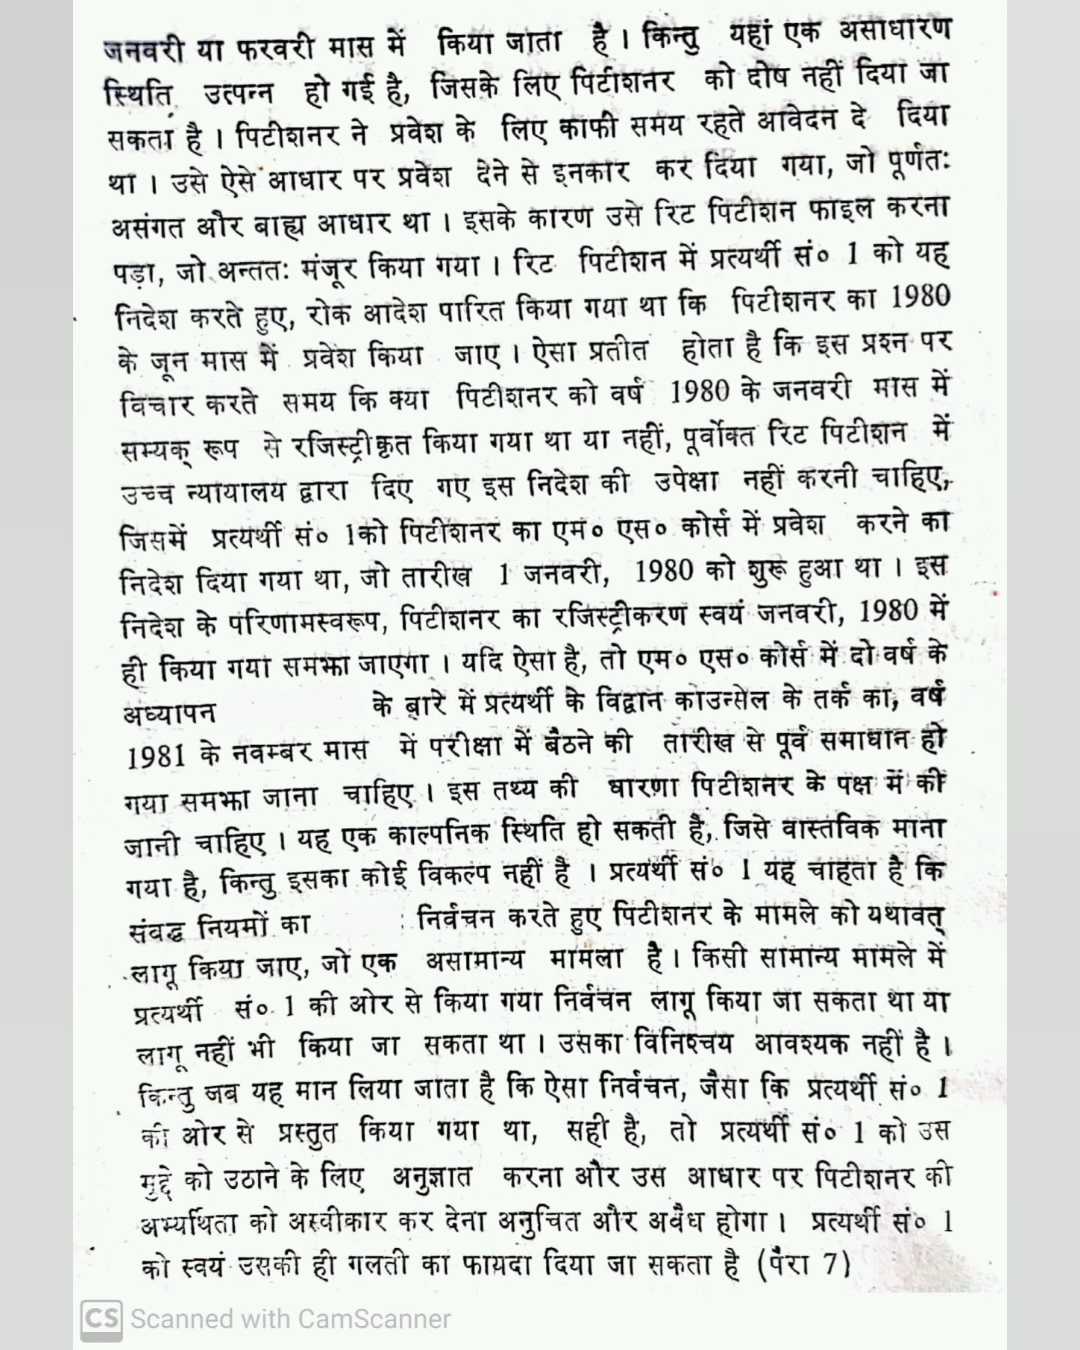 जनवरी या फरवरी मास में किया जाता है । किन्तु यहां एक असाधारण
स्थिति उत्पन्न हो गई है, जिसके लिए पिटीशनर को दोष नहीं दिया जा
सकता है । पिटीशनर ने प्रवेश के लिए काफी समय रहते आवेदन दे दिया
था । उसे ऐसे आधार पर प्रवेश देने से इनकार कर दिया गया, जो पूर्णतः
असंगत और बाह्य आधार था । इसके कारण उसे रिट पिटीशन फाइल करना
पड़ा, जो अन्ततः मंजूर किया गया । रिट पिटीशन में प्रत्यर्थी सं० 1 को यह
निदेश करते हुए, रोक आदेश पारित किया गया था कि पिटीशनर का 1980
के जून मास में प्रवेश किया जाए । ऐसा प्रतीत होता है कि इस प्रश्न पर
विचार करते समय कि क्या पिटीशनर को वर्ष 1980 के जनवरी मास में
सम्यक् रूप से रजिस्ट्रीकृत किया गया था या नहीं, पूर्वोक्त रिट पिटीशन में
उच्च न्यायालय द्वारा दिए गए इस निदेश की उपेक्षा नहीं करनी चाहिए,
जिसमें प्रत्यर्थी सं० 1को पिटीशनर का एम० एस० कोर्स में प्रवेश करने का
निदेश दिया गया था, जो तारीख 1 जनवरी, 1980 को शुरू हुआ था । इस
निदेश के परिणामस्वरूप, पिटीशनर का रजिस्ट्रीकरण स्वयं जनवरी, 1980 में
ही किया गया समझा जाएगा । यदि ऐसा है, तो एम० एस० कोर्स में दो वर्ष के
अध्यापन के बारे में प्रत्यर्थी के विद्वान काउन्सेल के तर्क का, वर्ष
1981 के नवम्बर मास में परीक्षा में बैठने की तारीख से पूर्व समाधान हो
गया समझा जाना चाहिए । इस तथ्य की धारणा पिटीशनर के पक्ष में की
जानी चाहिए । यह एक काल्पनिक स्थिति हो सकती है, जिसे वास्तविक माना
गया है, किन्तु इसका कोई विकल्प नहीं है । प्रत्यर्थी सं० 1 यह चाहता है कि
संबद्ध नियमों का निर्वचन करते हुए पिटीशनर के मामले को यथावत्
लागू किया जाए, जो एक असामान्य मामला है । किसी सामान्य मामले में
प्रत्यर्थी सं० 1 की ओर से किया गया निर्वचन लागू किया जा सकता था या
लागू नहीं भी किया जा सकता था । उसका विनिश्चय आवश्यक नहीं है ।
किन्तु जब यह मान लिया जाता है कि ऐसा निर्वचन, जैसा कि प्रत्यर्थी सं० 1
की ओर से प्रस्तुत किया गया था, सही है, तो प्रत्यर्थी सं० 1 को उस
मुद्दे को उठाने के लिए अनुज्ञात करना और उस आधार पर पिटीशनर की
अभ्यर्थिता को अस्वीकार कर देना अनुचित और अवैध होगा । प्रत्यर्थी सं० 1
को स्वयं उसकी ही गलती का फायदा दिया जा सकता है (पैरा 7)
CS Scanned with CamScanner